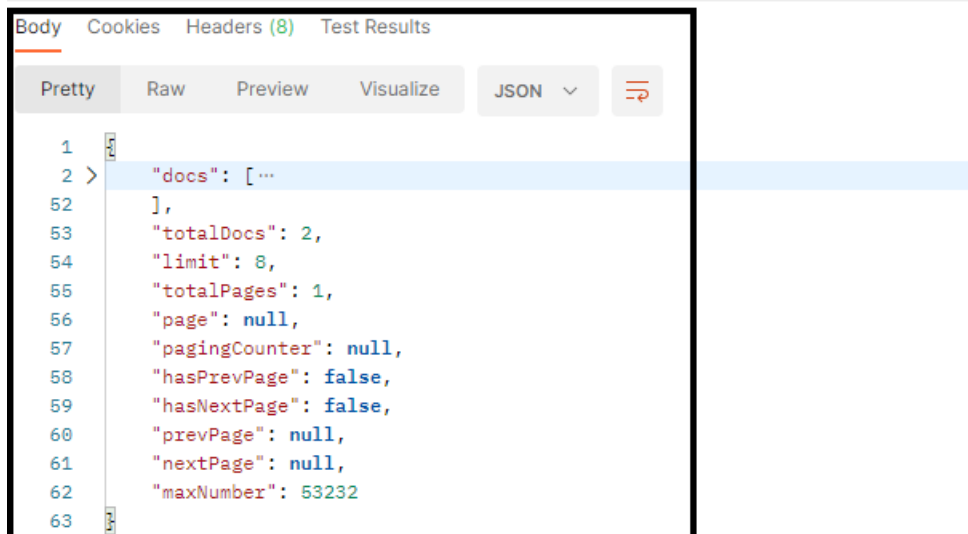 Body Cookies Headers (8) Test Results
Pretty Raw Preview Visualize JSON
1 {
2 "docs": [···
52 ],
53 "totalDocs": 2,
54 "limit": 8,
55 "totalPages": 1,
56 "page": null,
57 "pagingCounter": null,
58 "hasPrevPage": false,
59 "hasNextPage": false,
60 "prevPage": null,
61 "nextPage": null,
62 "maxNumber": 53232
63 }